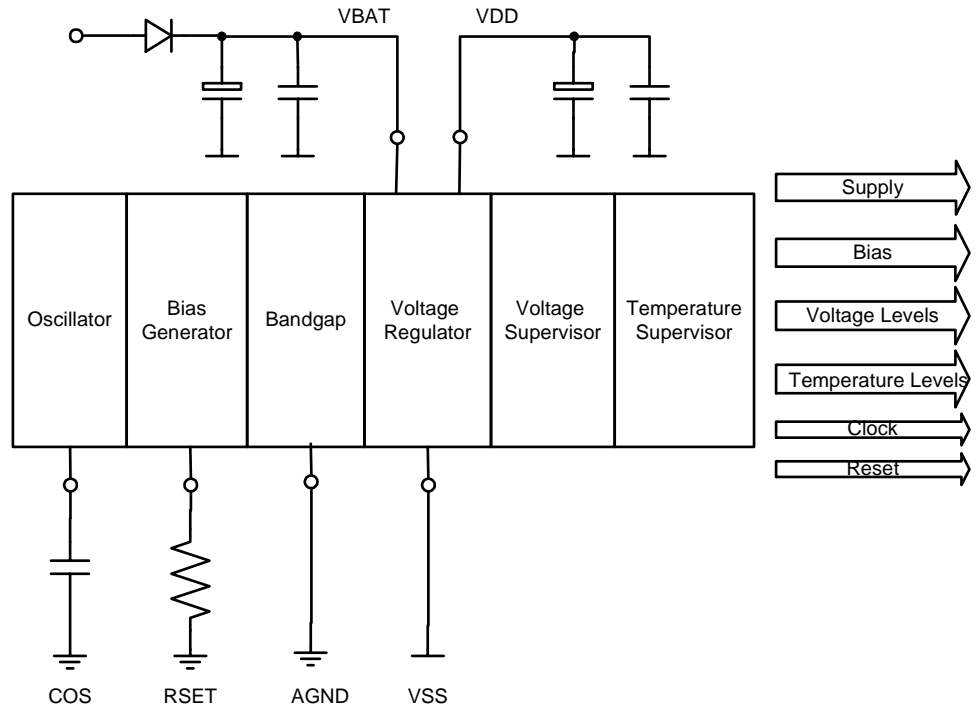 VBAT
VDD
Oscillator
Bias
Generator
Bandgap
Voltage
Regulator
Voltage
Supervisor
Temperature
Supervisor
Supply
Bias
Voltage Levels
Temperature Levels
Clock
Reset
COS
RSET
AGND
VSS